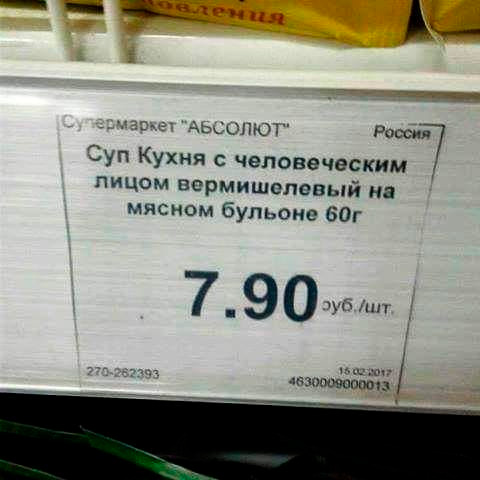 овления
Супермаркет "АБСОЛЮТ" Россия
Суп Кухня с человеческим
лицом вермишелевый на
мясном бульоне 60г
7.90 руб./шт.
270-262393 15.02.2017
4630009000013